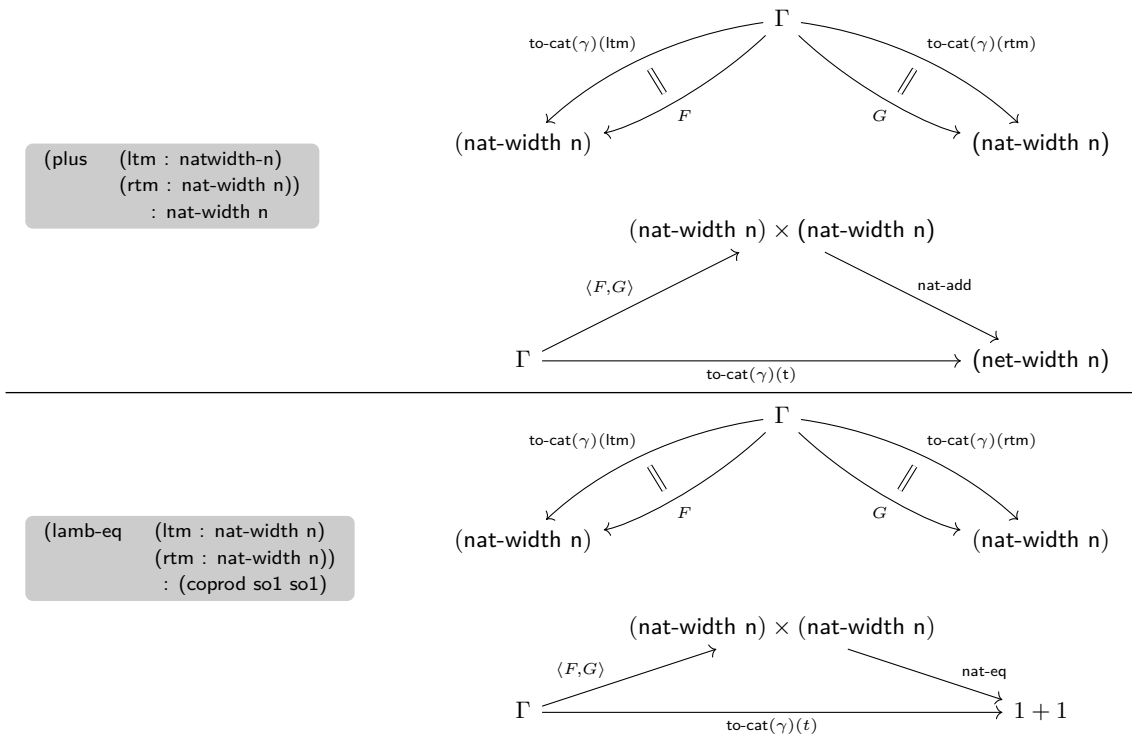 Γ
to-cat(γ)(ltm) to-cat(γ)(rtm)
F G
(nat-width n) (nat-width n)
(plus (ltm : natwidth-n)
(rtm : nat-width n))
: nat-width n
(nat-width n) × (nat-width n)
⟨F,G⟩ nat-add
Γ (net-width n)
to-cat(γ)(t)
Γ
to-cat(γ)(ltm) to-cat(γ)(rtm)
F G
(nat-width n) (nat-width n)
(lamb-eq (ltm : nat-width n)
(rtm : nat-width n))
: (coprod so1 so1)
(nat-width n) × (nat-width n)
⟨F,G⟩ nat-eq
Γ 1 + 1
to-cat(γ)(t)